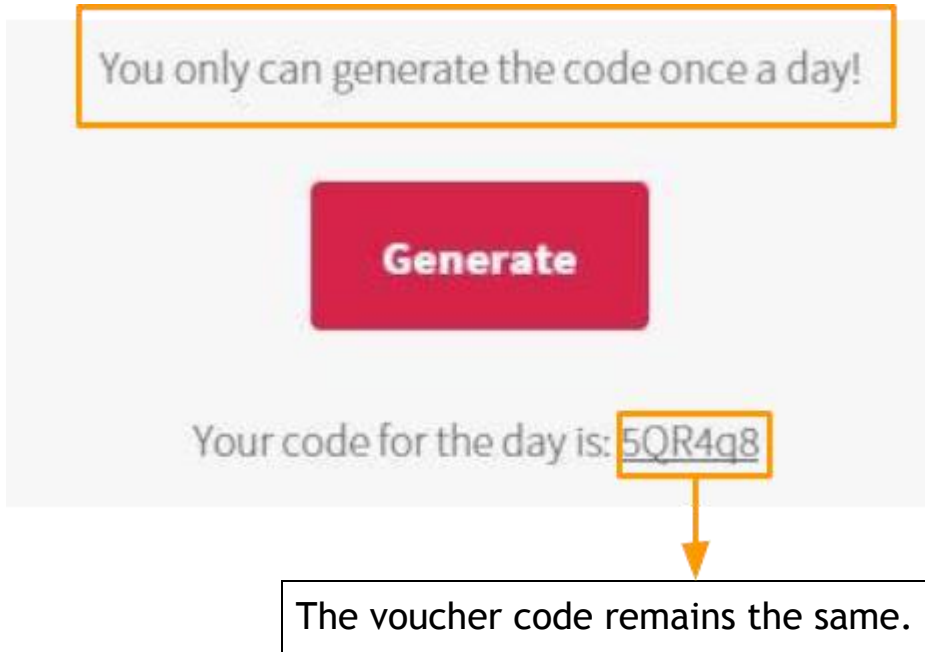 You only can generate the code once a day!
Generate
Your code for the day is: 5QR4q8
The voucher code remains the same.